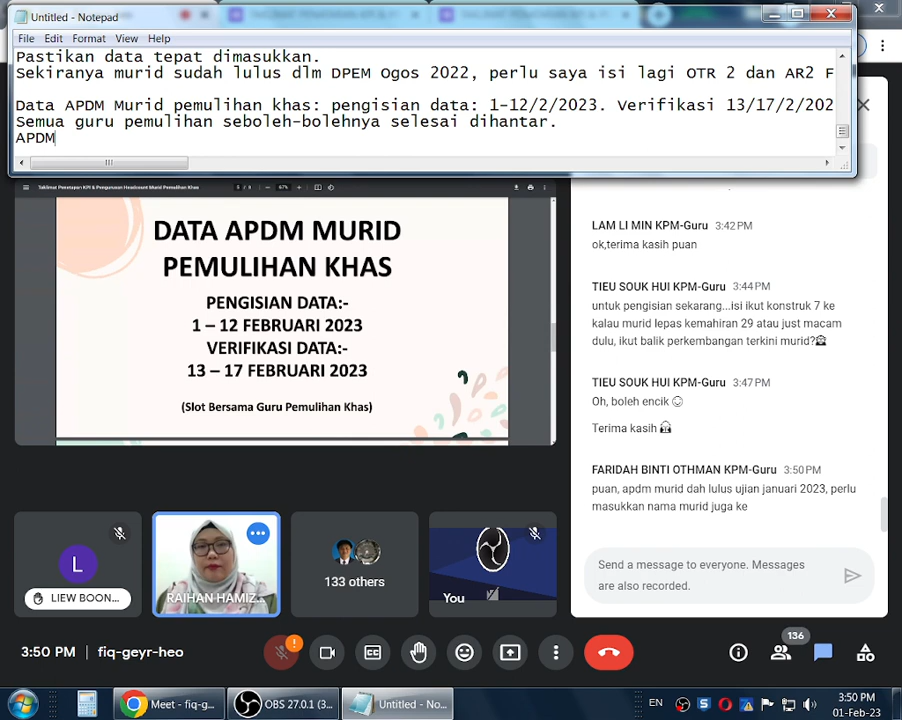 Untitled - Notepad
File Edit Format View Help
Pastikan data tepat dimasukkan.
Sekiranya murid sudah lulus dlm DPEM Ogos 2022, perlu saya isi lagi OTR 2 dan AR2 F
Data APDM Murid pemulihan khas: pengisian data: 1-12/2/2023. Verifikasi 13/17/2/202
Semua guru pemulihan seboleh-bolehnya selesai dihantar.
APDM
Taklimat Penetapan KPI & Pengurusan Headcount Murid Pemulihan Khas
67%
DATA APDM MURID
PEMULIHAN KHAS
PENGISIAN DATA:-
1 – 12 FEBRUARI 2023
VERIFIKASI DATA:-
13 – 17 FEBRUARI 2023
(Slot Bersama Guru Pemulihan Khas)
LAM LI MIN KPM-Guru 3:42 PM
ok,terima kasih puan
TIEU SOUK HUI KPM-Guru 3:44 PM
untuk pengisian sekarang...isi ikut konstruk 7 ke
kalau murid lepas kemahiran 29 atau just macam
dulu, ikut balik perkembangan terkini murid?
TIEU SOUK HUI KPM-Guru 3:47 PM
Oh, boleh encik
Terima kasih
FARIDAH BINTI OTHMAN KPM-Guru 3:50 PM
puan, apdm murid dah lulus ujian januari 2023, perlu
masukkan nama murid juga ke
Send a message to everyone. Messages
are also recorded.
L
LIEW BOON...
RAIHAN HAMIZ...
133 others
You
3:50 PM | fiq-geyr-heo
136
Meet - fiq-g...
OBS 27.0.1 (3...
Untitled - No...
EN
3:50 PM
01-Feb-23